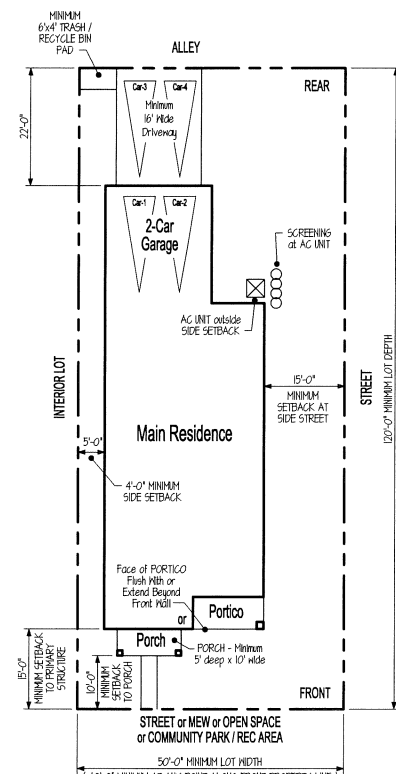 MINIMUM
6'x4' TRASH /
RECYCLE BIN
PAD
ALLEY
REAR
Car-3
Car-4
Minimum
16' Wide
Driveway
22'-0"
Car-1
Car-2
2-Car
Garage
SCREENING
at AC UNIT
AC UNIT outside
SIDE SETBACK
INTERIOR LOT
15'-0"
MINIMUM
SETBACK AT
SIDE STREET
STREET
120'-0" MINIMUM LOT DEPTH
5'-0"
Main Residence
4'-0" MINIMUM
SIDE SETBACK
Face of PORTICO
Flush With or
Extend Beyond
Front Wall
or
Portico
Porch
PORCH - Minimum
5' deep x 10' wide
15'-0"
MINIMUM SETBACK
TO PRIMARY
STRUCTURE
10'-0"
MINIMUM
SETBACK
TO PORCH
FRONT
STREET or MEW or OPEN SPACE
or COMMUNITY PARK / REC AREA
50'-0" MINIMUM LOT WIDTH